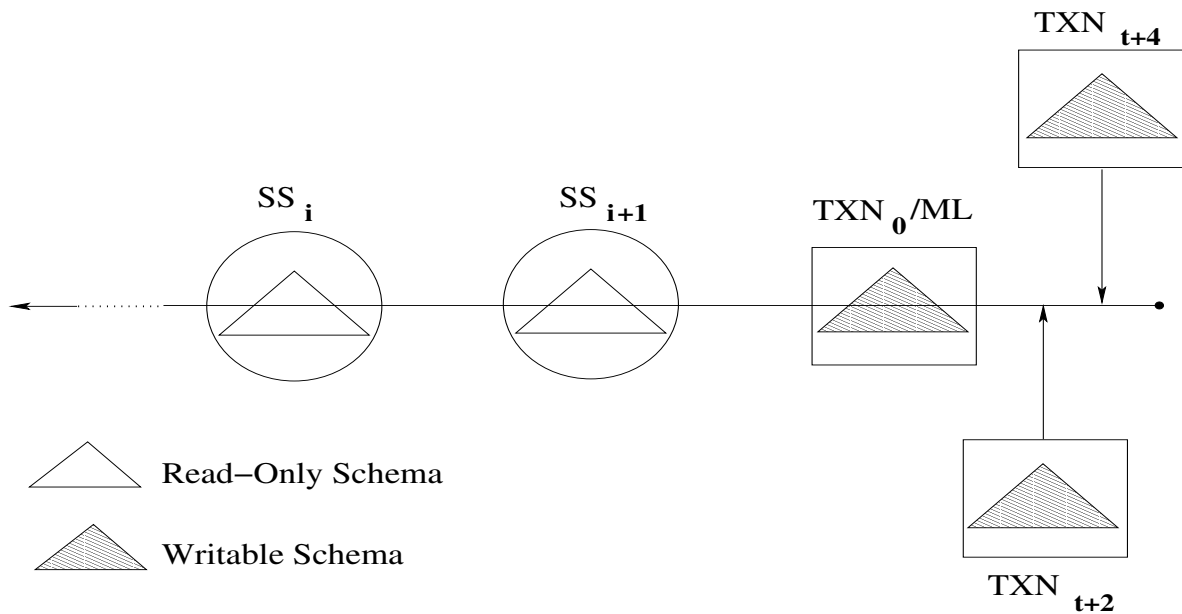 TXN t+4
SS i
SS i+1
TXN 0/ML
Read–Only Schema
Writable Schema
TXN t+2